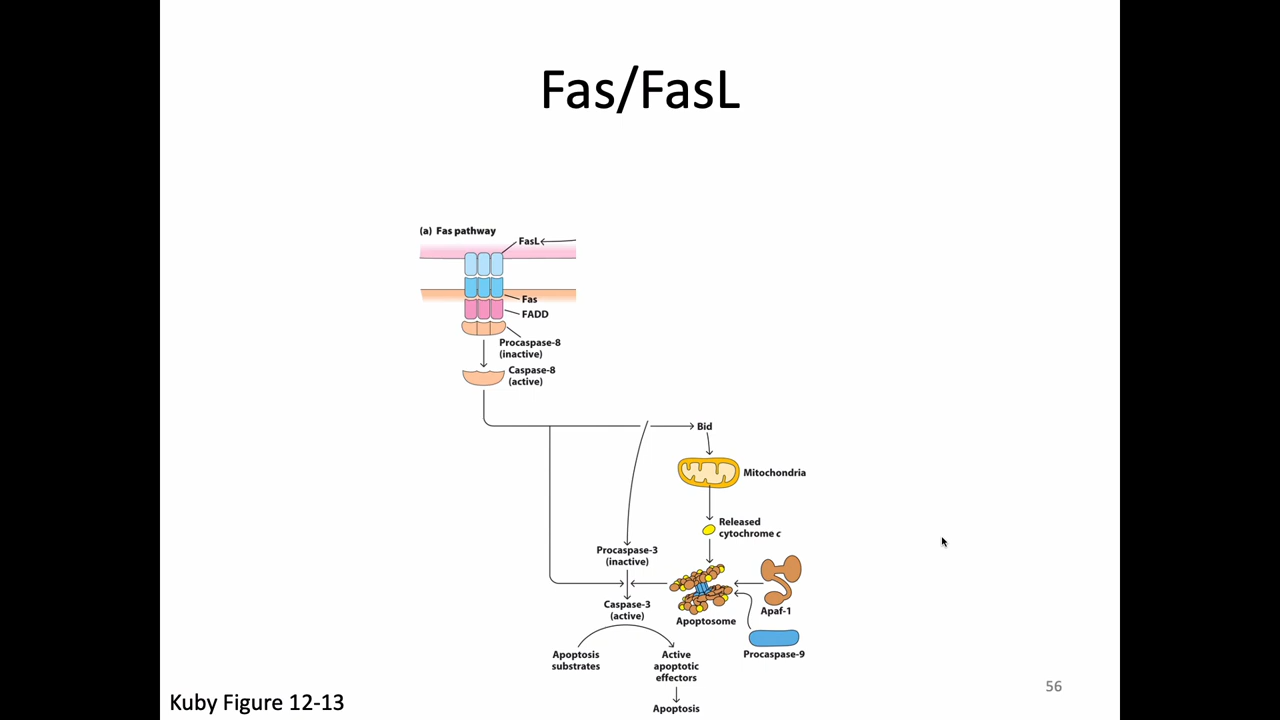 Fas/FasL
(a) Fas pathway
FasL
Fas
FADD
Procaspase-8
(inactive)
Caspase-8
(active)
Bid
Mitochondria
Released
cytochrome c
Procaspase-3
(inactive)
Caspase-3
(active)
Apoptosome
Apaf-1
Procaspase-9
Apoptosis
substrates
Active
apoptotic
effectors
Apoptosis
Kuby Figure 12-13
56